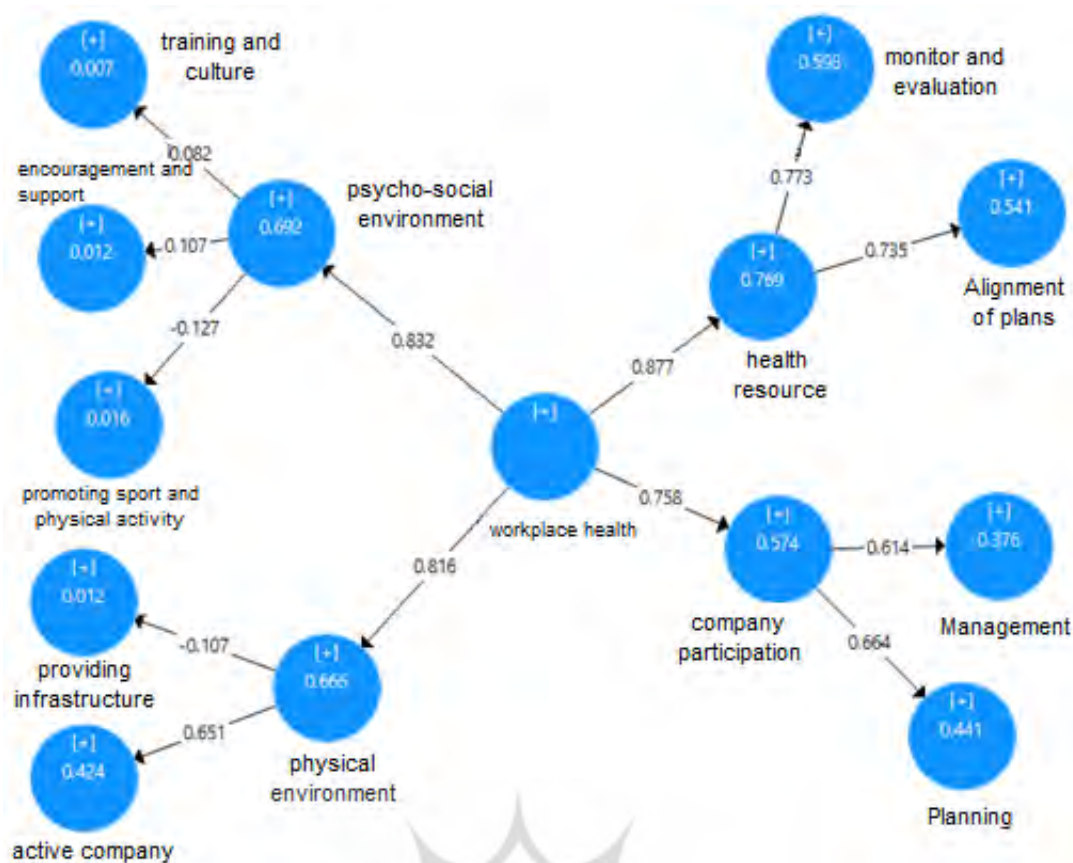 [+]
0.007
training and
culture
0.082
encouragement and
support
[+]
0.012
0.107
[+]
0.692
psycho-social
environment
-0.127
[+]
0.016
promoting sport and
physical activity
0.832
[+]
0.598
monitor and
evaluation
0.773
[+]
0.769
health
resource
0.735
[+]
0.541
Alignment
of plans
0.877
[+]
workplace health
0.758
[+]
0.574
company
participation
0.614
[+]
0.376
Management
0.664
[+]
0.441
Planning
0.816
[+]
0.012
providing
infrastructure
-0.107
[+]
0.666
physical
environment
0.651
[+]
0.424
active company